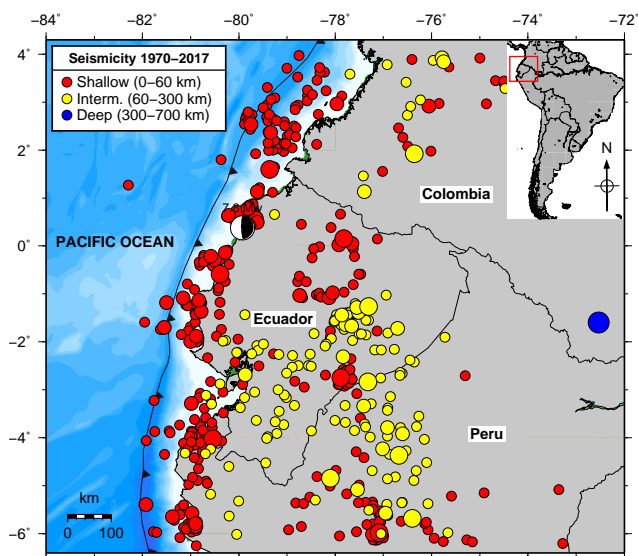 −84° −82° −80° −78° −76° −74° −72°
4°
2°
0°
−2°
−4°
−6°
Seismicity 1970−2017
Shallow (0−60 km)
Interm. (60−300 km)
Deep (300−700 km)
N
Colombia
PACIFIC OCEAN
Ecuador
Peru
km
0 100